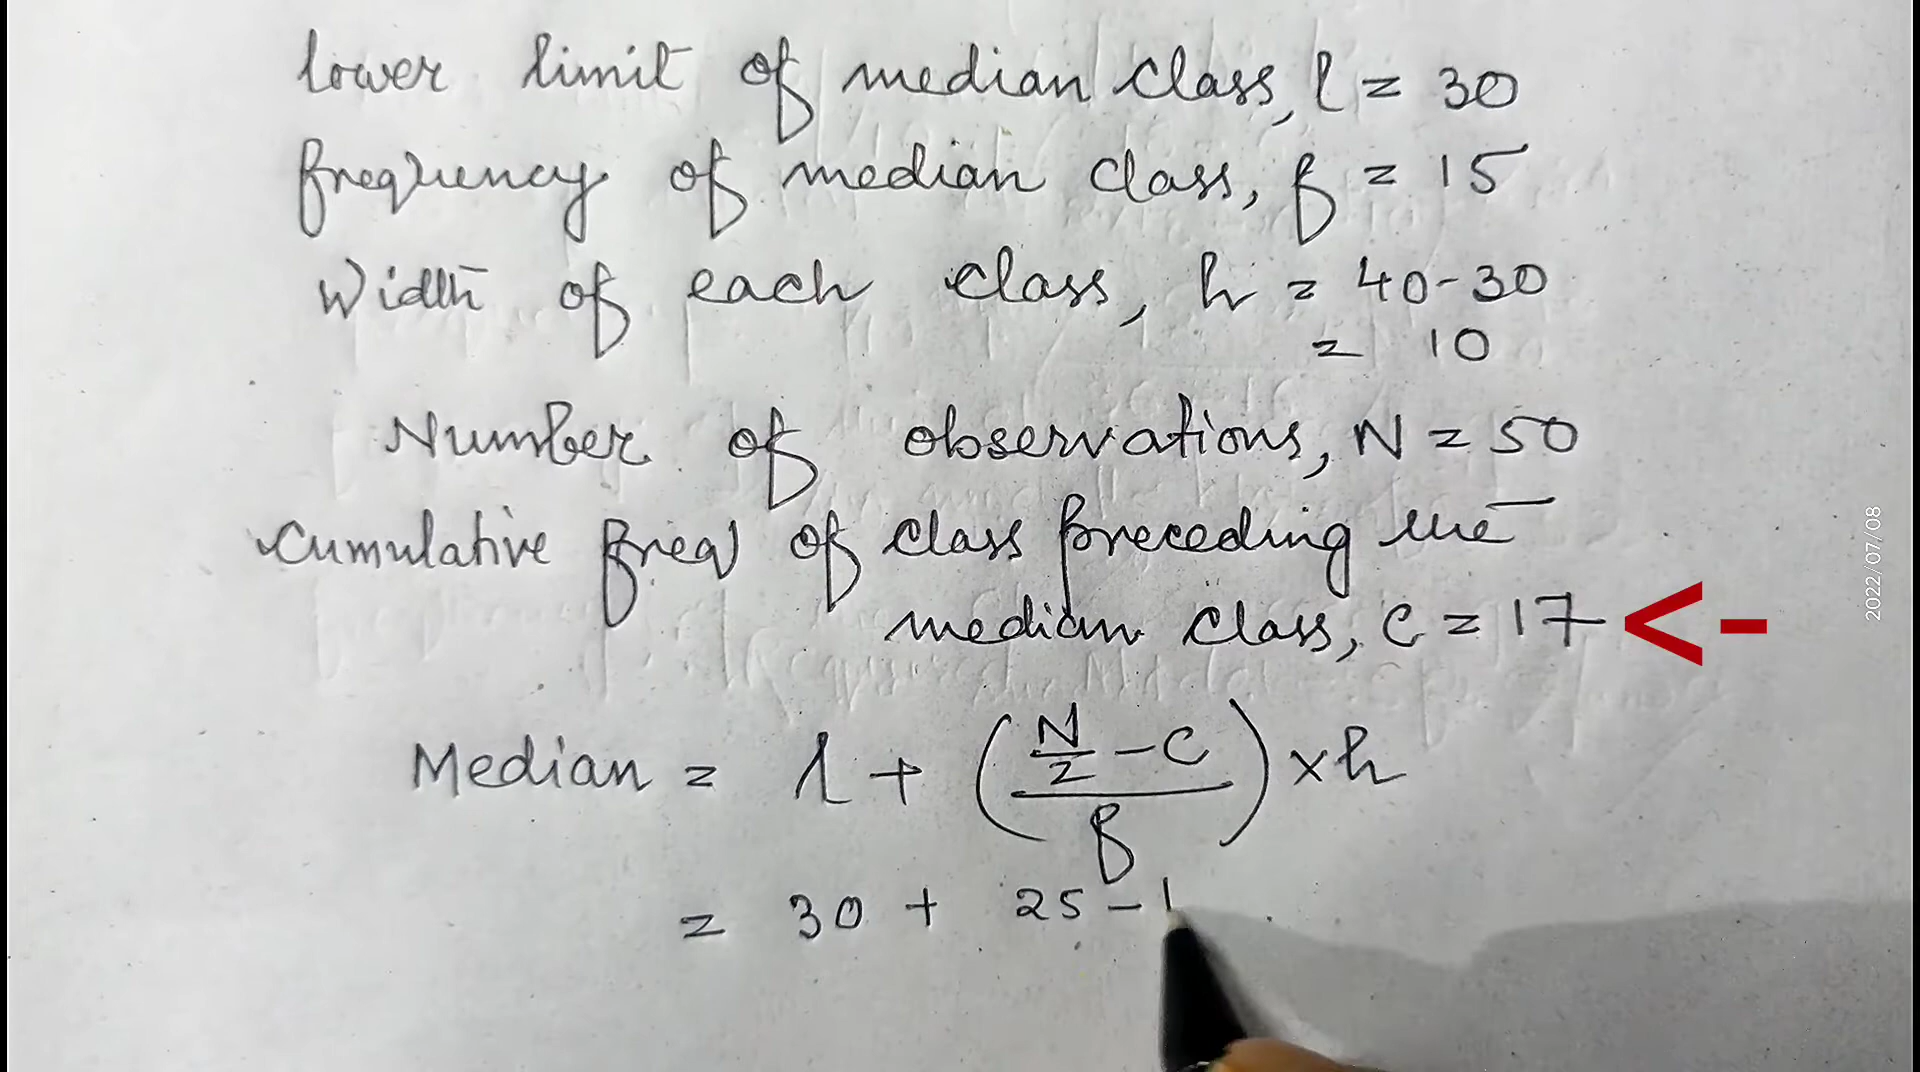 lower limit of median class, l = 30
frequency of median class, f = 15
Width of each class, h = 40-30
= 10
Number of observations, N = 50
Cumulative freq of class preceding the
median class, C = 17 <-
Median = l + (N/2 - C / f) × h
= 30 + 25 - 1
2022/07/08